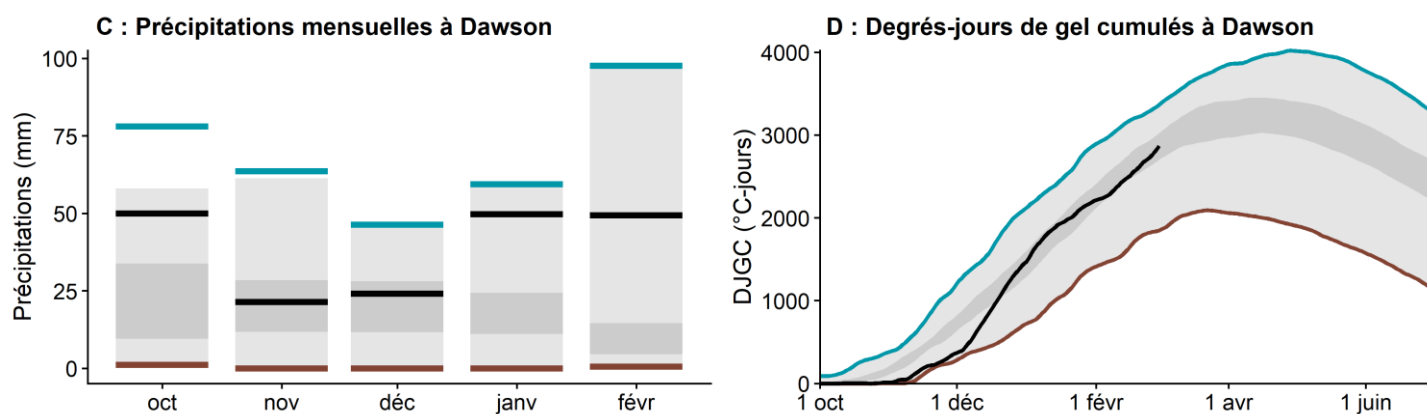 C : Précipitations mensuelles à Dawson
Précipitations (mm)
100
75
50
25
0
oct nov déc janv févr
D : Degrés-jours de gel cumulés à Dawson
DJGC (°C-jours)
4000
3000
2000
1000
0
1 oct 1 déc 1 févr 1 avr 1 juin